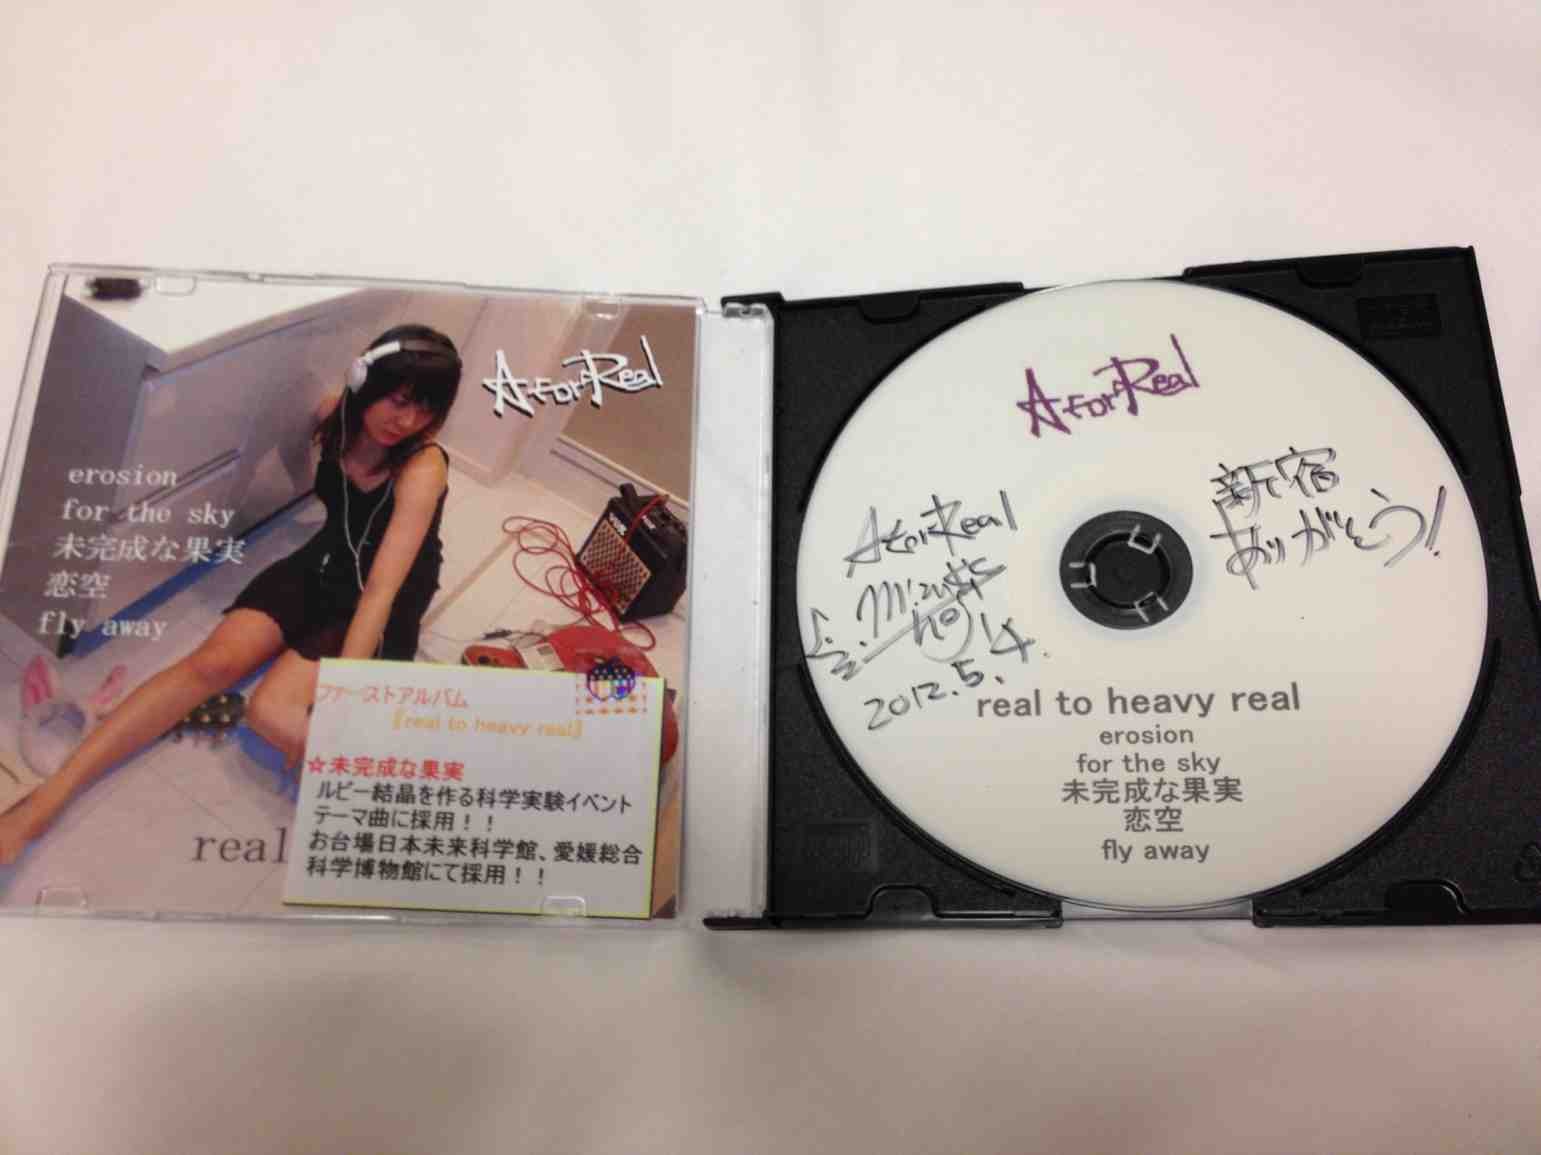 A for Real
erosion
for the sky
未完成な果実
恋空
fly away
real
ファーストアルバム
『real to heavy real』
☆未完成な果実
ルビー結晶を作る科学実験イベント
テーマ曲に採用！！
お台場日本未来科学館、愛媛総合
科学博物館にて採用！！
A for Real
新宿
ありがとう!
A for Real
2012.5.4.
real to heavy real
erosion
for the sky
未完成な果実
恋空
fly away